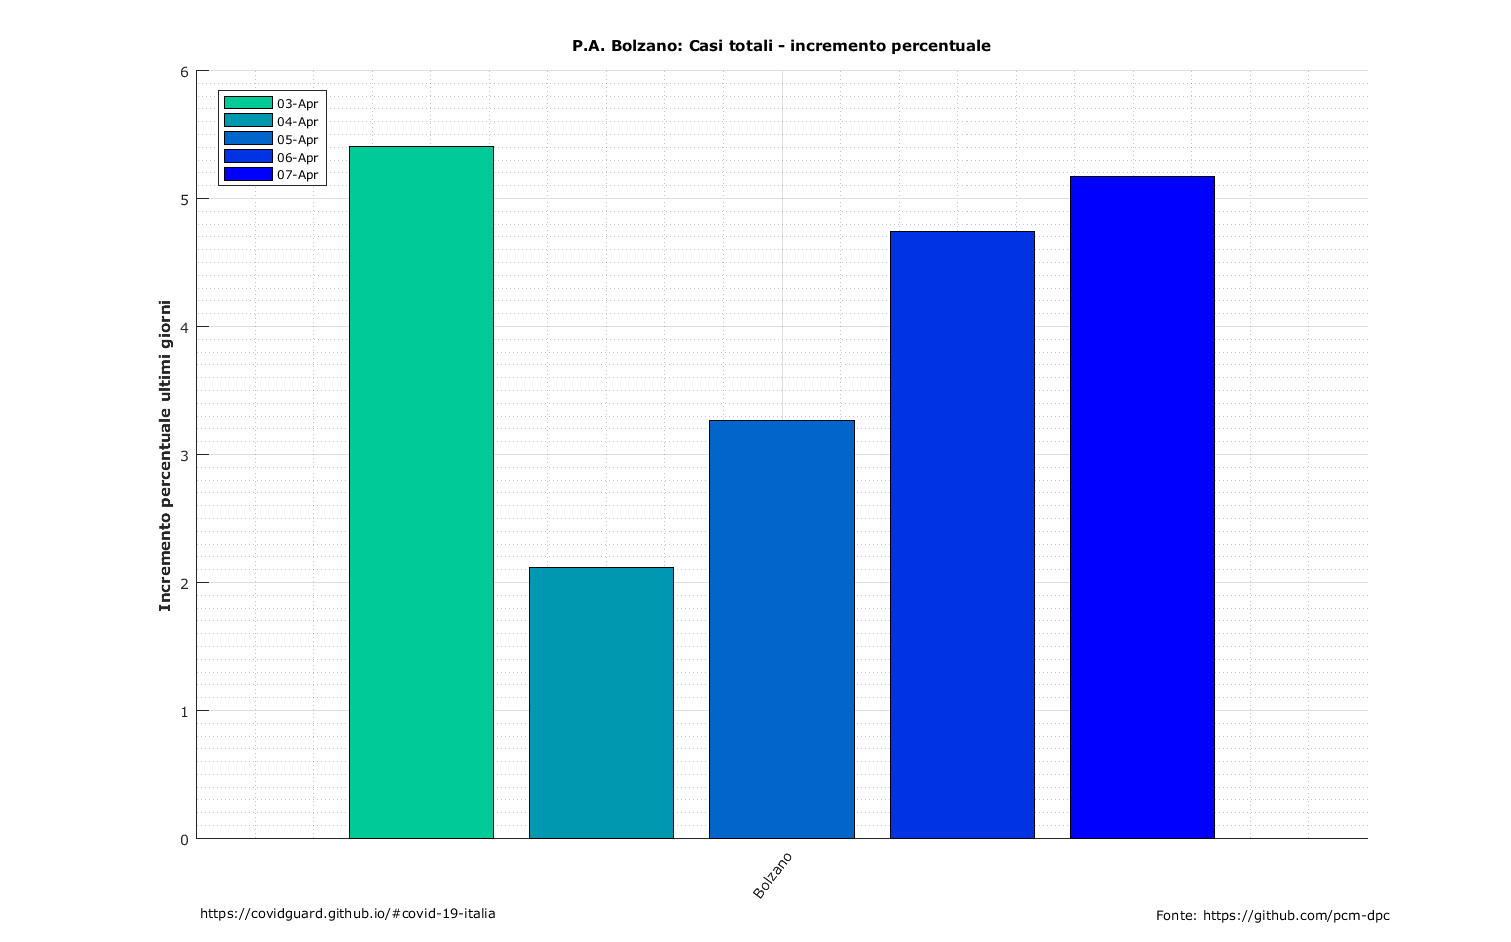 P.A. Bolzano: Casi totali - incremento percentuale
6
5
4
3
2
1
0
Incremento percentuale ultimi giorni
03-Apr
04-Apr
05-Apr
06-Apr
07-Apr
Bolzano
https://covidguard.github.io/#covid-19-italia
Fonte: https://github.com/pcm-dpc